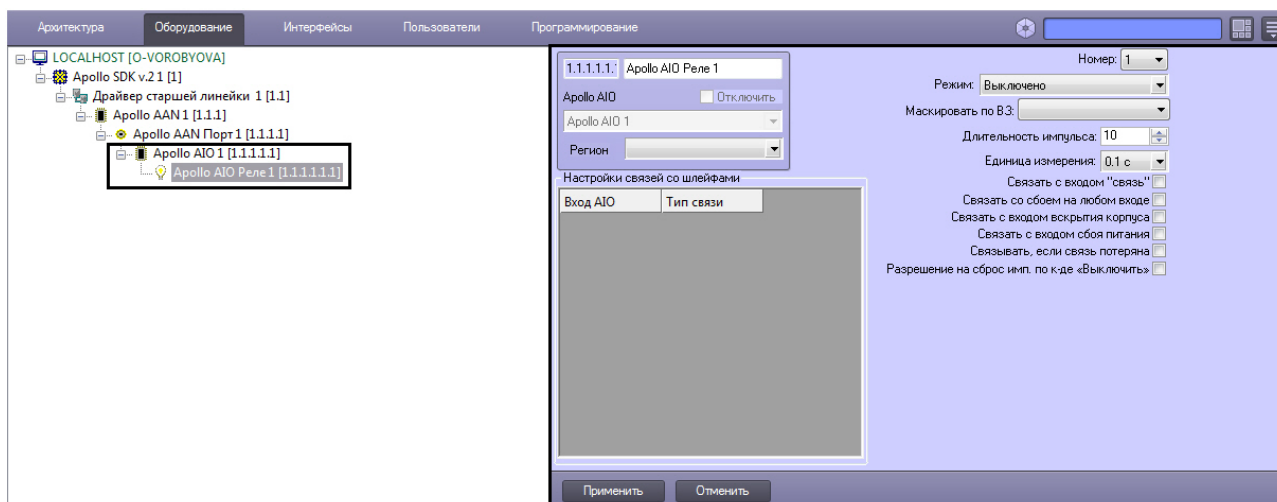 Архитектура Оборудование Интерфейсы Пользователи Программирование
LOCALHOST [O-VOROBYOVA]
Apollo SDK v.2 1 [1]
Драйвер старшей линейки 1 [1.1]
Apollo AAN 1 [1.1.1]
Apollo AAN Порт 1 [1.1.1.1]
Apollo AIO 1 [1.1.1.1.1]
Apollo AIO Реле 1 [1.1.1.1.1.1]
1.1.1.1.1. Apollo AIO Реле 1
Apollo AIO Отключить
Apollo AIO 1
Регион
Настройки связей со шлейфами
Вход AIO Тип связи
Номер: 1
Режим: Выключено
Маскировать по ВЗ:
Длительность импульса: 10
Единица измерения: 0.1 с
Связать с входом "связь"
Связать со сбоем на любом входе
Связать с входом вскрытия корпуса
Связать с входом сбоя питания
Связывать, если связь потеряна
Разрешение на сброс имп. по к-де «Выключить»
Применить Отменить